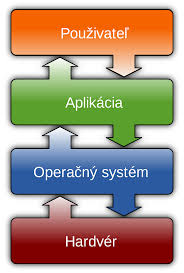 Používateľ
Aplikácia
Operačný systém
Hardvér